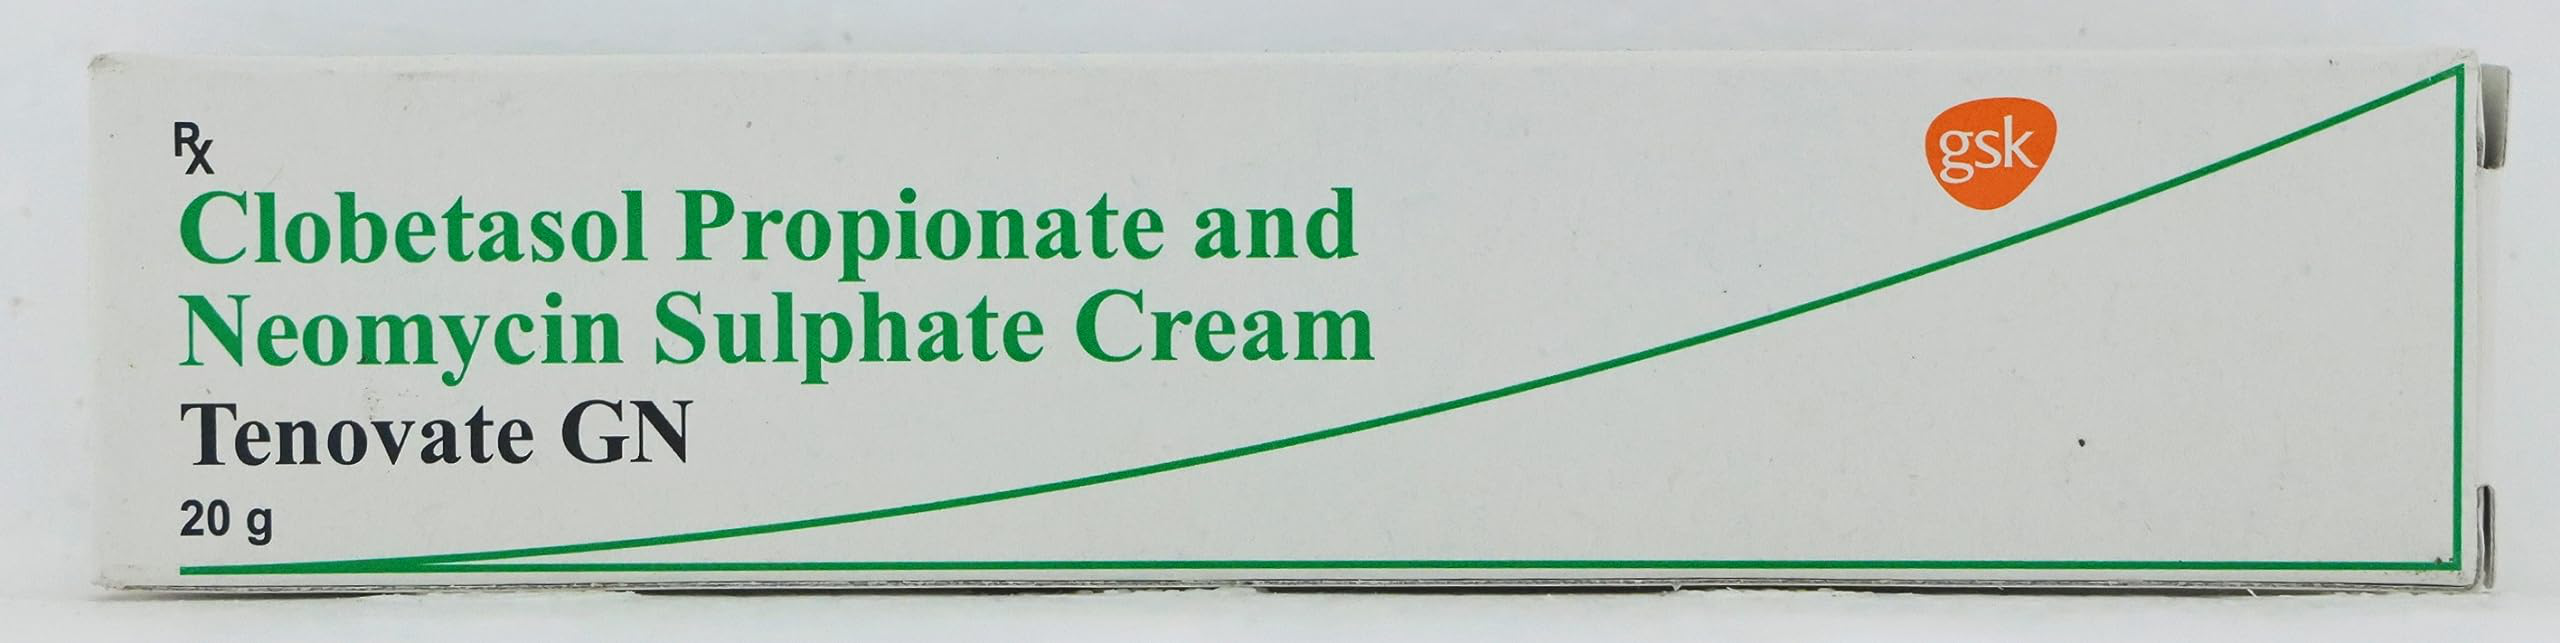 Rx
Clobetasol Propionate and
Neomycin Sulphate Cream
Tenovate GN
20 g
gsk